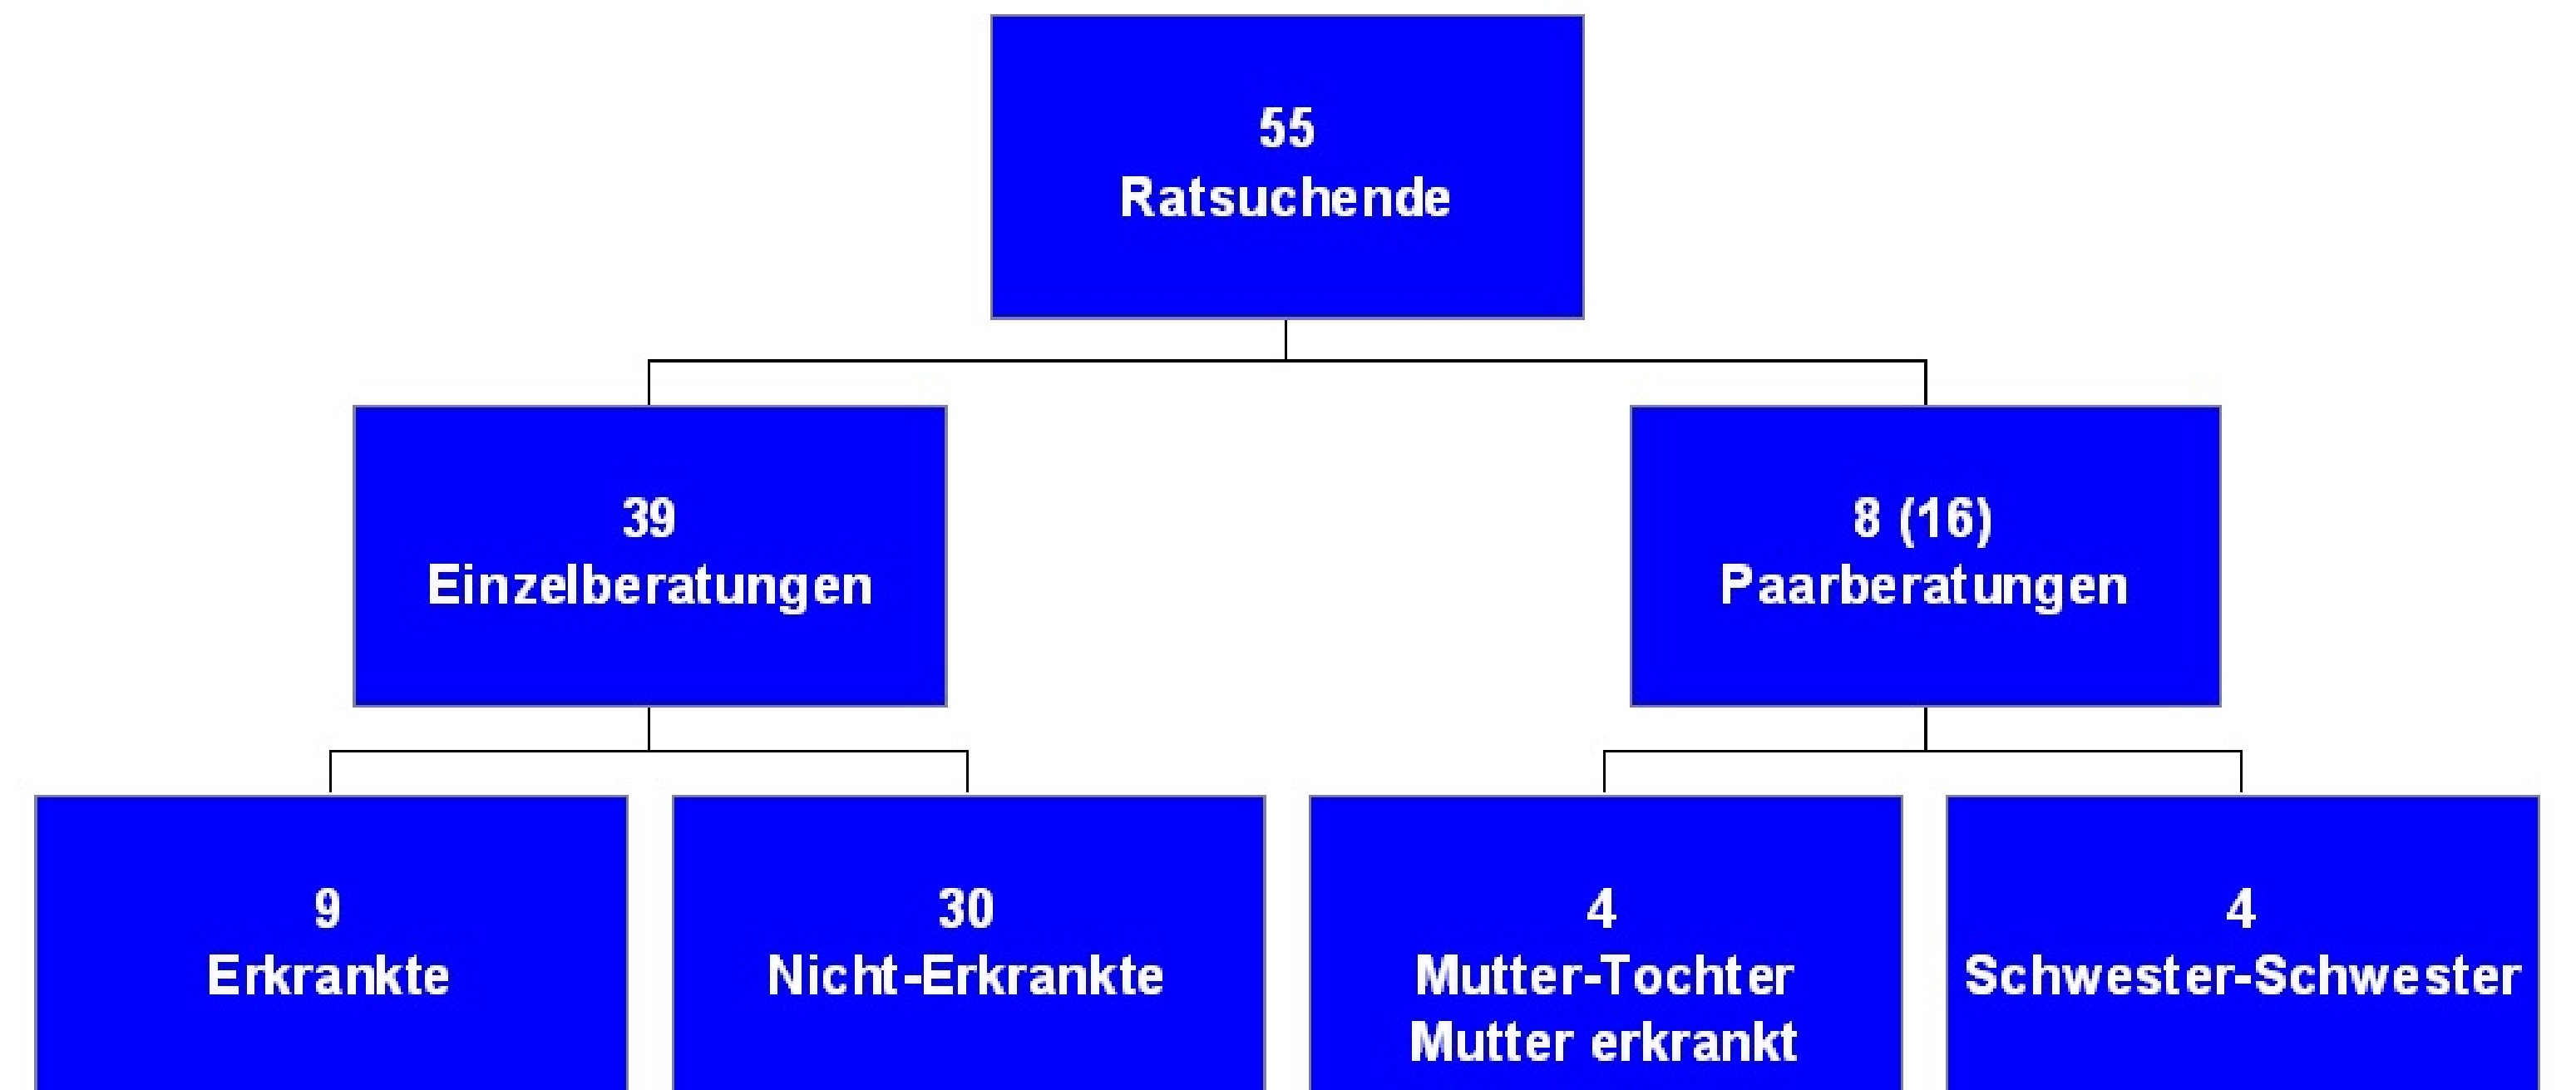 55
Ratsuchende
39
Einzelberatungen
8 (16)
Paarberatungen
9
Erkrankte
30
Nicht-Erkrankte
4
Mutter-Tochter
Mutter erkrankt
4
Schwester-Schwester